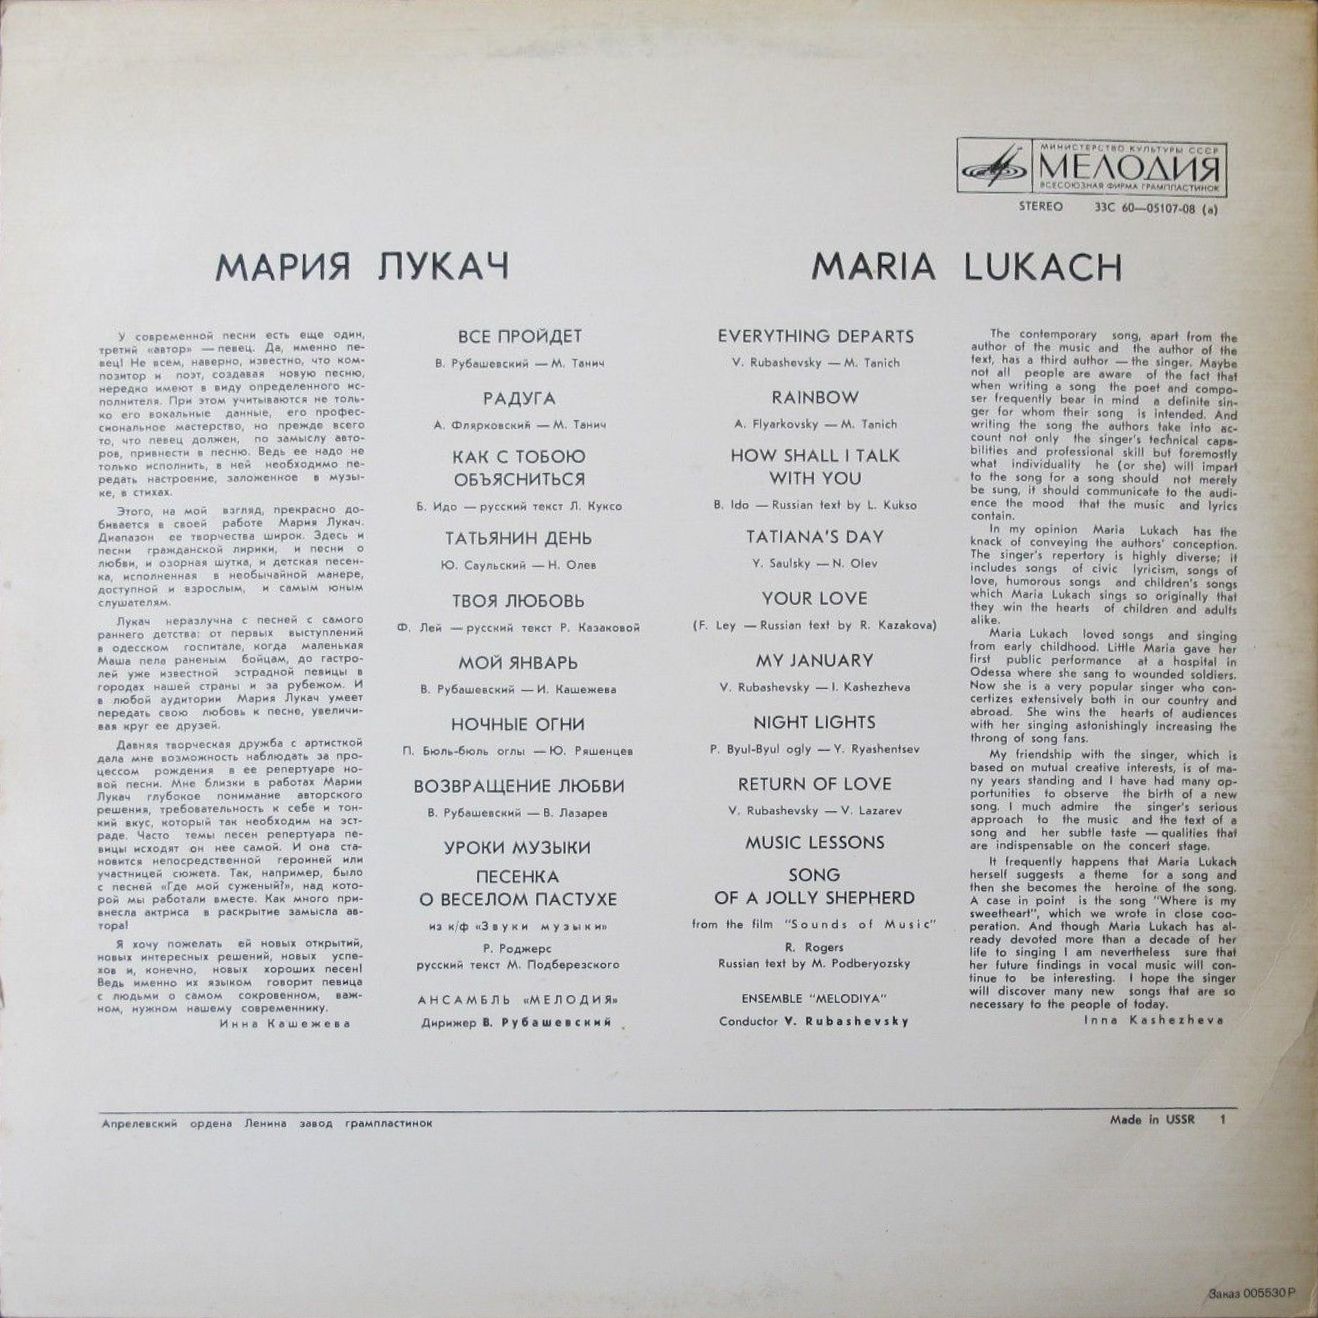 МИНИСТЕРСТВО КУЛЬТУРЫ СССР
МЕЛОДИЯ
ВСЕСОЮЗНАЯ ФИРМА ГРАМПЛАСТИНОК
STEREO 33С 60—05107-08 (а)
МАРИЯ ЛУКАЧ
У современной песни есть еще один,
третий «автор» — певец. Да, именно пе-
вец! Не всем, наверно, известно, что ком-
позитор и поэт, создавая новую песню,
нередко имеют в виду определенного ис-
полнителя. При этом учитываются не толь-
ко его вокальные данные, его профес-
сиональное мастерство, но прежде всего
то, что певец должен, по замыслу авто-
ров, привнести в песню. Ведь ее надо не
только исполнить, в ней необходимо пе-
редать настроение, заложенное в музы-
ке, в стихах.
Этого, на мой взгляд, прекрасно до-
бивается в своей работе Мария Лукач.
Диапазон ее творчества широк. Здесь и
песни гражданской лирики, и песни о
любви, и озорная шутка, и детская песен-
ка, исполненная в необычайной манере,
доступной и взрослым, и самым юным
слушателям.
Лукач неразлучна с песней с самого
раннего детства: от первых выступлений
в одесском госпитале, когда маленькая
Маша пела раненым бойцам, до гастро-
лей уже известной эстрадной певицы в
городах нашей страны и за рубежом. И
в любой аудитории Мария Лукач умеет
передать свою любовь к песне, увеличи-
вая круг ее друзей.
Давняя творческая дружба с артисткой
дала мне возможность наблюдать за про-
цессом рождения в ее репертуаре но-
вой песни. Мне близки в работах Марии
Лукач глубокое понимание авторского
решения, требовательность к себе и тон-
кий вкус, который так необходим на эст-
раде. Часто темы песен репертуара пе-
вицы исходят он нее самой. И она ста-
новится непосредственной героиней или
участницей сюжета. Так, например, было
с песней «Где мой суженый?», над кото-
рой мы работали вместе. Как много при-
внесла актриса в раскрытие замысла ав-
тора!
Я хочу пожелать ей новых открытий,
новых интересных решений, новых успе-
хов и, конечно, новых хороших песен!
Ведь именно их языком говорит певица
с людьми о самом сокровенном, важ-
ном, нужном нашему современнику.
Инна Кашежева
ВСЕ ПРОЙДЕТ
В. Рубашевский — М. Танич
РАДУГА
А. Флярковский — М. Танич
КАК С ТОБОЮ
ОБЪЯСНИТЬСЯ
Б. Идо — русский текст Л. Куксо
ТАТЬЯНИН ДЕНЬ
Ю. Саульский — Н. Олев
ТВОЯ ЛЮБОВЬ
Ф. Лей — русский текст Р. Казаковой
МОЙ ЯНВАРЬ
В. Рубашевский — И. Кашежева
НОЧНЫЕ ОГНИ
П. Бюль-бюль оглы — Ю. Ряшенцев
ВОЗВРАЩЕНИЕ ЛЮБВИ
В. Рубашевский — В. Лазарев
УРОКИ МУЗЫКИ
ПЕСЕНКА
О ВЕСЕЛОМ ПАСТУХЕ
из к/ф «Звуки музыки»
Р. Роджерс
русский текст М. Подберезского
АНСАМБЛЬ «МЕЛОДИЯ»
Дирижер В. Рубашевский
MARIA LUKACH
EVERYTHING DEPARTS
V. Rubashevsky — M. Tanich
RAINBOW
A. Flyarkovsky — M. Tanich
HOW SHALL I TALK
WITH YOU
B. Ido — Russian text by L. Kukso
TATIANA'S DAY
Y. Saulsky — N. Olev
YOUR LOVE
(F. Ley — Russian text by R. Kazakova)
MY JANUARY
V. Rubashevsky — I. Kashezheva
NIGHT LIGHTS
P. Byul-Byul ogly — Y. Ryashentsev
RETURN OF LOVE
V. Rubashevsky — V. Lazarev
MUSIC LESSONS
SONG
OF A JOLLY SHEPHERD
from the film "Sounds of Music"
R. Rogers
Russian text by M. Podberyozsky
ENSEMBLE "MELODIYA"
Conductor V. Rubashevsky
The contemporary song, apart from the
author of the music and the author of the
text, has a third author — the singer. Maybe
not all people are aware of the fact that
when writing a song the poet and compo-
ser frequently bear in mind a definite sin-
ger for whom their song is intended. And
writing the song the authors take into ac-
count not only the singer's technical capa-
bilities and professional skill but foremostly
what individuality he (or she) will impart
to the song for a song should not merely
be sung, it should communicate to the audi-
ence the mood that the music and lyrics
contain.
In my opinion Maria Lukach has the
knack of conveying the authors' conception.
The singer's repertory is highly diverse; it
includes songs of civic lyricism, songs of
love, humorous songs and children's songs
which Maria Lukach sings so originally that
they win the hearts of children and adults
alike.
Maria Lukach loved songs and singing
from early childhood. Little Maria gave her
first public performance at a hospital in
Odessa where she sang to wounded soldiers.
Now she is a very popular singer who con-
certizes extensively both in our country and
abroad. She wins the hearts of audiences
with her singing astonishingly increasing the
throng of song fans.
My friendship with the singer, which is
based on mutual creative interests, is of ma-
ny years standing and I have had many op-
portunities to observe the birth of a new
song. I much admire the singer's serious
approach to the music and the text of a
song and her subtle taste — qualities that
are indispensable on the concert stage.
It frequently happens that Maria Lukach
herself suggests a theme for a song and
then she becomes the heroine of the song.
A case in point is the song "Where is my
sweetheart", which we wrote in close coo-
peration. And though Maria Lukach has al-
ready devoted more than a decade of her
life to singing I am nevertheless sure that
her future findings in vocal music will con-
tinue to be interesting. I hope the singer
will discover many new songs that are so
necessary to the people of today.
Inna Kashezheva
Апрелевский ордена Ленина завод грампластинок
Made in USSR 1
Заказ 005530 Р